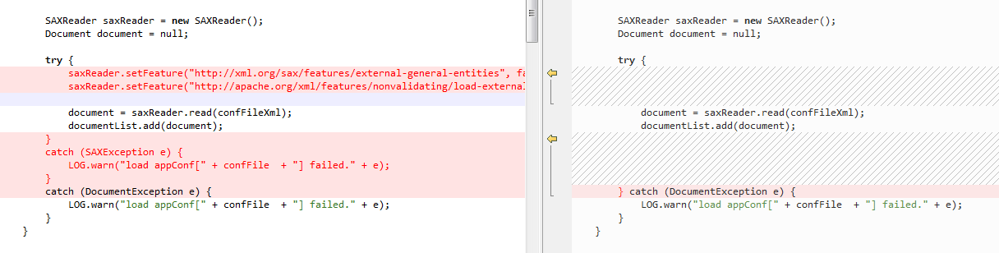 SAXReader saxReader = new SAXReader();
Document document = null;
try {
saxReader.setFeature("http://xml.org/sax/features/external-general-entities", fa
saxReader.setFeature("http://apache.org/xml/features/nonvalidating/load-external
document = saxReader.read(confFileXml);
documentList.add(document);
}
catch (SAXException e) {
LOG.warn("load appConf[" + confFile  + "] failed." + e);
}
catch (DocumentException e) {
LOG.warn("load appConf[" + confFile  + "] failed." + e);
}
}
SAXReader saxReader = new SAXReader();
Document document = null;
try {
document = saxReader.read(confFileXml);
documentList.add(document);
} catch (DocumentException e) {
LOG.warn("load appConf[" + confFile  + "] failed." + e);
}
}